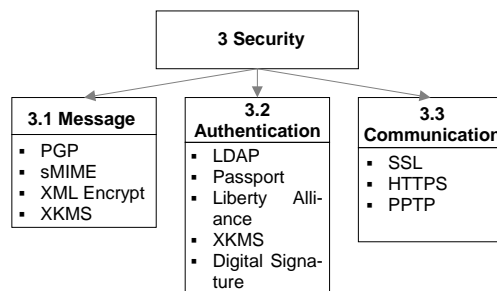 3 Security
3.1 Message
▪ PGP
▪ sMIME
▪ XML Encrypt
▪ XKMS
3.2
Authentication
▪ LDAP
▪ Passport
▪ Liberty Alli-
ance
▪ XKMS
▪ Digital Signa-
ture
3.3
Communication
▪ SSL
▪ HTTPS
▪ PPTP